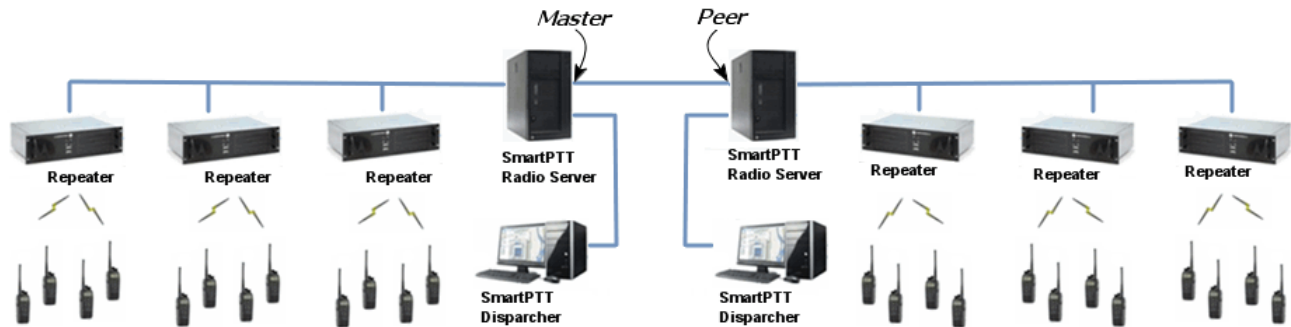 Master
Peer
SmartPTT
Radio Server
SmartPTT
Radio Server
Repeater
Repeater
Repeater
Repeater
Repeater
Repeater
SmartPTT
Disparcher
SmartPTT
Disparcher